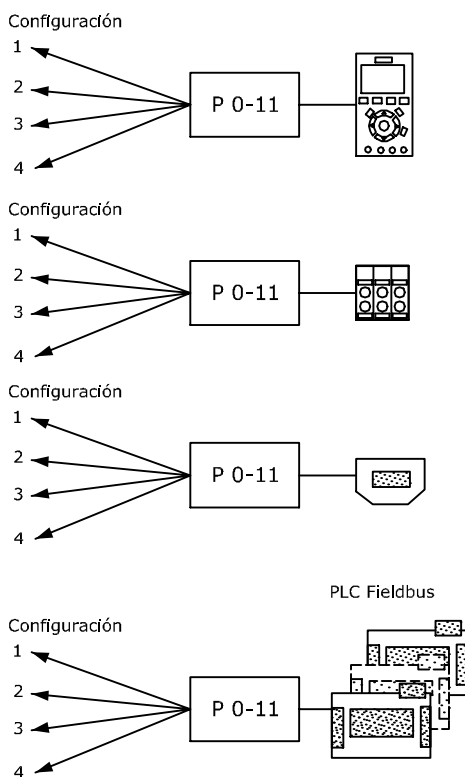 Configuración
1
2
P 0-11
3
4
Configuración
1
2
P 0-11
3
4
Configuración
1
2
P 0-11
3
4
PLC Fieldbus
Configuración
1
2
P 0-11
3
4